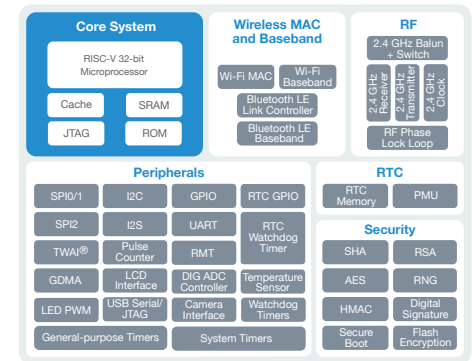 Core System
RISC-V 32-bit
Microprocessor
Cache
SRAM
JTAG
ROM
Wireless MAC
and Baseband
Wi-Fi MAC
Wi-Fi
Baseband
Bluetooth LE
Link Controller
Bluetooth LE
Baseband
RF
2.4 GHz Balun
+ Switch
2.4 GHz
Receiver
2.4 GHz
Transmitter
2.4 GHz
Clock
RF Phase
Lock Loop
Peripherals
SPI0/1
I2C
GPIO
RTC GPIO
SPI2
I2S
UART
RTC
Watchdog
Timer
TWAI®
Pulse
Counter
RMT
GDMA
LCD
Interface
DIG ADC
Controller
Temperature
Sensor
LED PWM
USB Serial/
JTAG
Camera
Interface
Watchdog
Timers
General-purpose Timers
System Timers
RTC
RTC
Memory
PMU
Security
SHA
RSA
AES
RNG
HMAC
Digital
Signature
Secure
Boot
Flash
Encryption